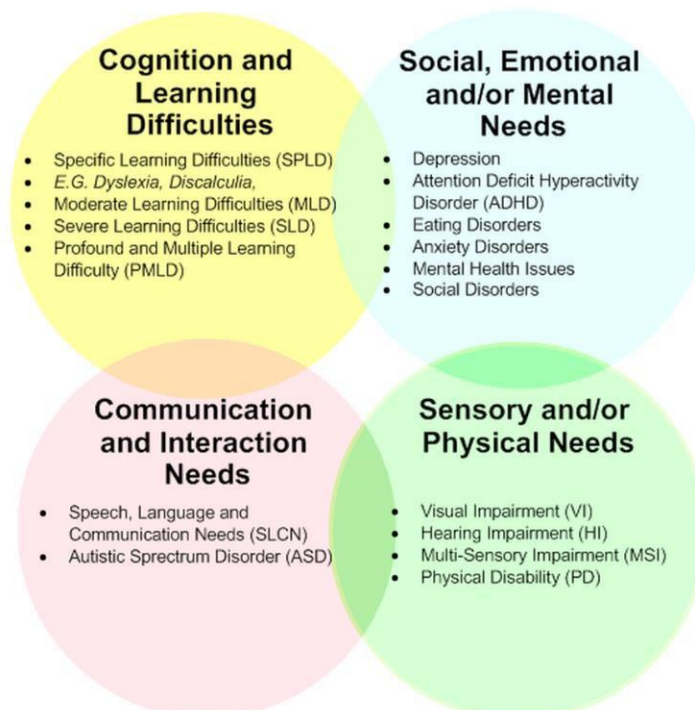 Cognition and
Learning
Difficulties
• Specific Learning Difficulties (SPLD)
• E.G. Dyslexia, Discalculia,
• Moderate Learning Difficulties (MLD)
• Severe Learning Difficulties (SLD)
• Profound and Multiple Learning
Difficulty (PMLD)
Social, Emotional
and/or Mental
Needs
• Depression
• Attention Deficit Hyperactivity
Disorder (ADHD)
• Eating Disorders
• Anxiety Disorders
• Mental Health Issues
• Social Disorders
Communication
and Interaction
Needs
• Speech, Language and
Communication Needs (SLCN)
• Autistic Sprectrum Disorder (ASD)
Sensory and/or
Physical Needs
• Visual Impairment (VI)
• Hearing Impairment (HI)
• Multi-Sensory Impairment (MSI)
• Physical Disability (PD)